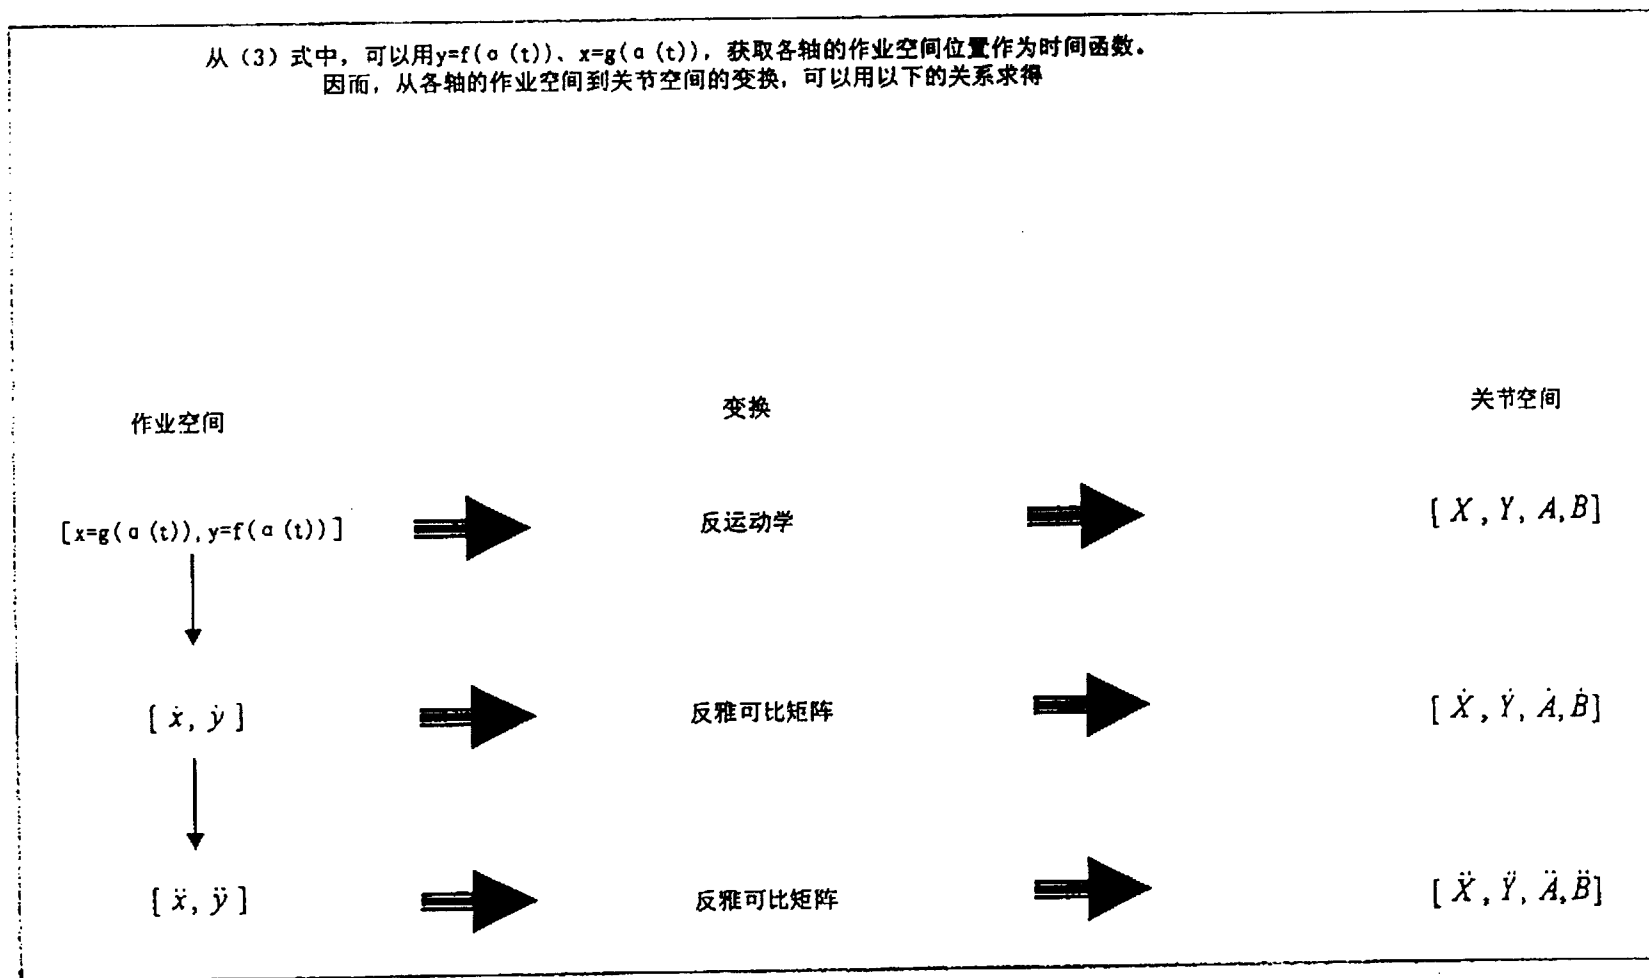 从（3）式中，可以用y=f(α(t))、x=g(α(t))，获取各轴的作业空间位置作为时间函数。
因而，从各轴的作业空间到关节空间的变换，可以用以下的关系求得
作业空间 变换 关节空间
[x=g(α(t)),y=f(α(t))] 反运动学 [X,Y,A,B]
[ẋ,ẏ] 反雅可比矩阵 [Ẋ,Ẏ,Ȧ,Ḃ]
[ẍ,ÿ] 反雅可比矩阵 [Ẍ,Ÿ,Ä,B̈]